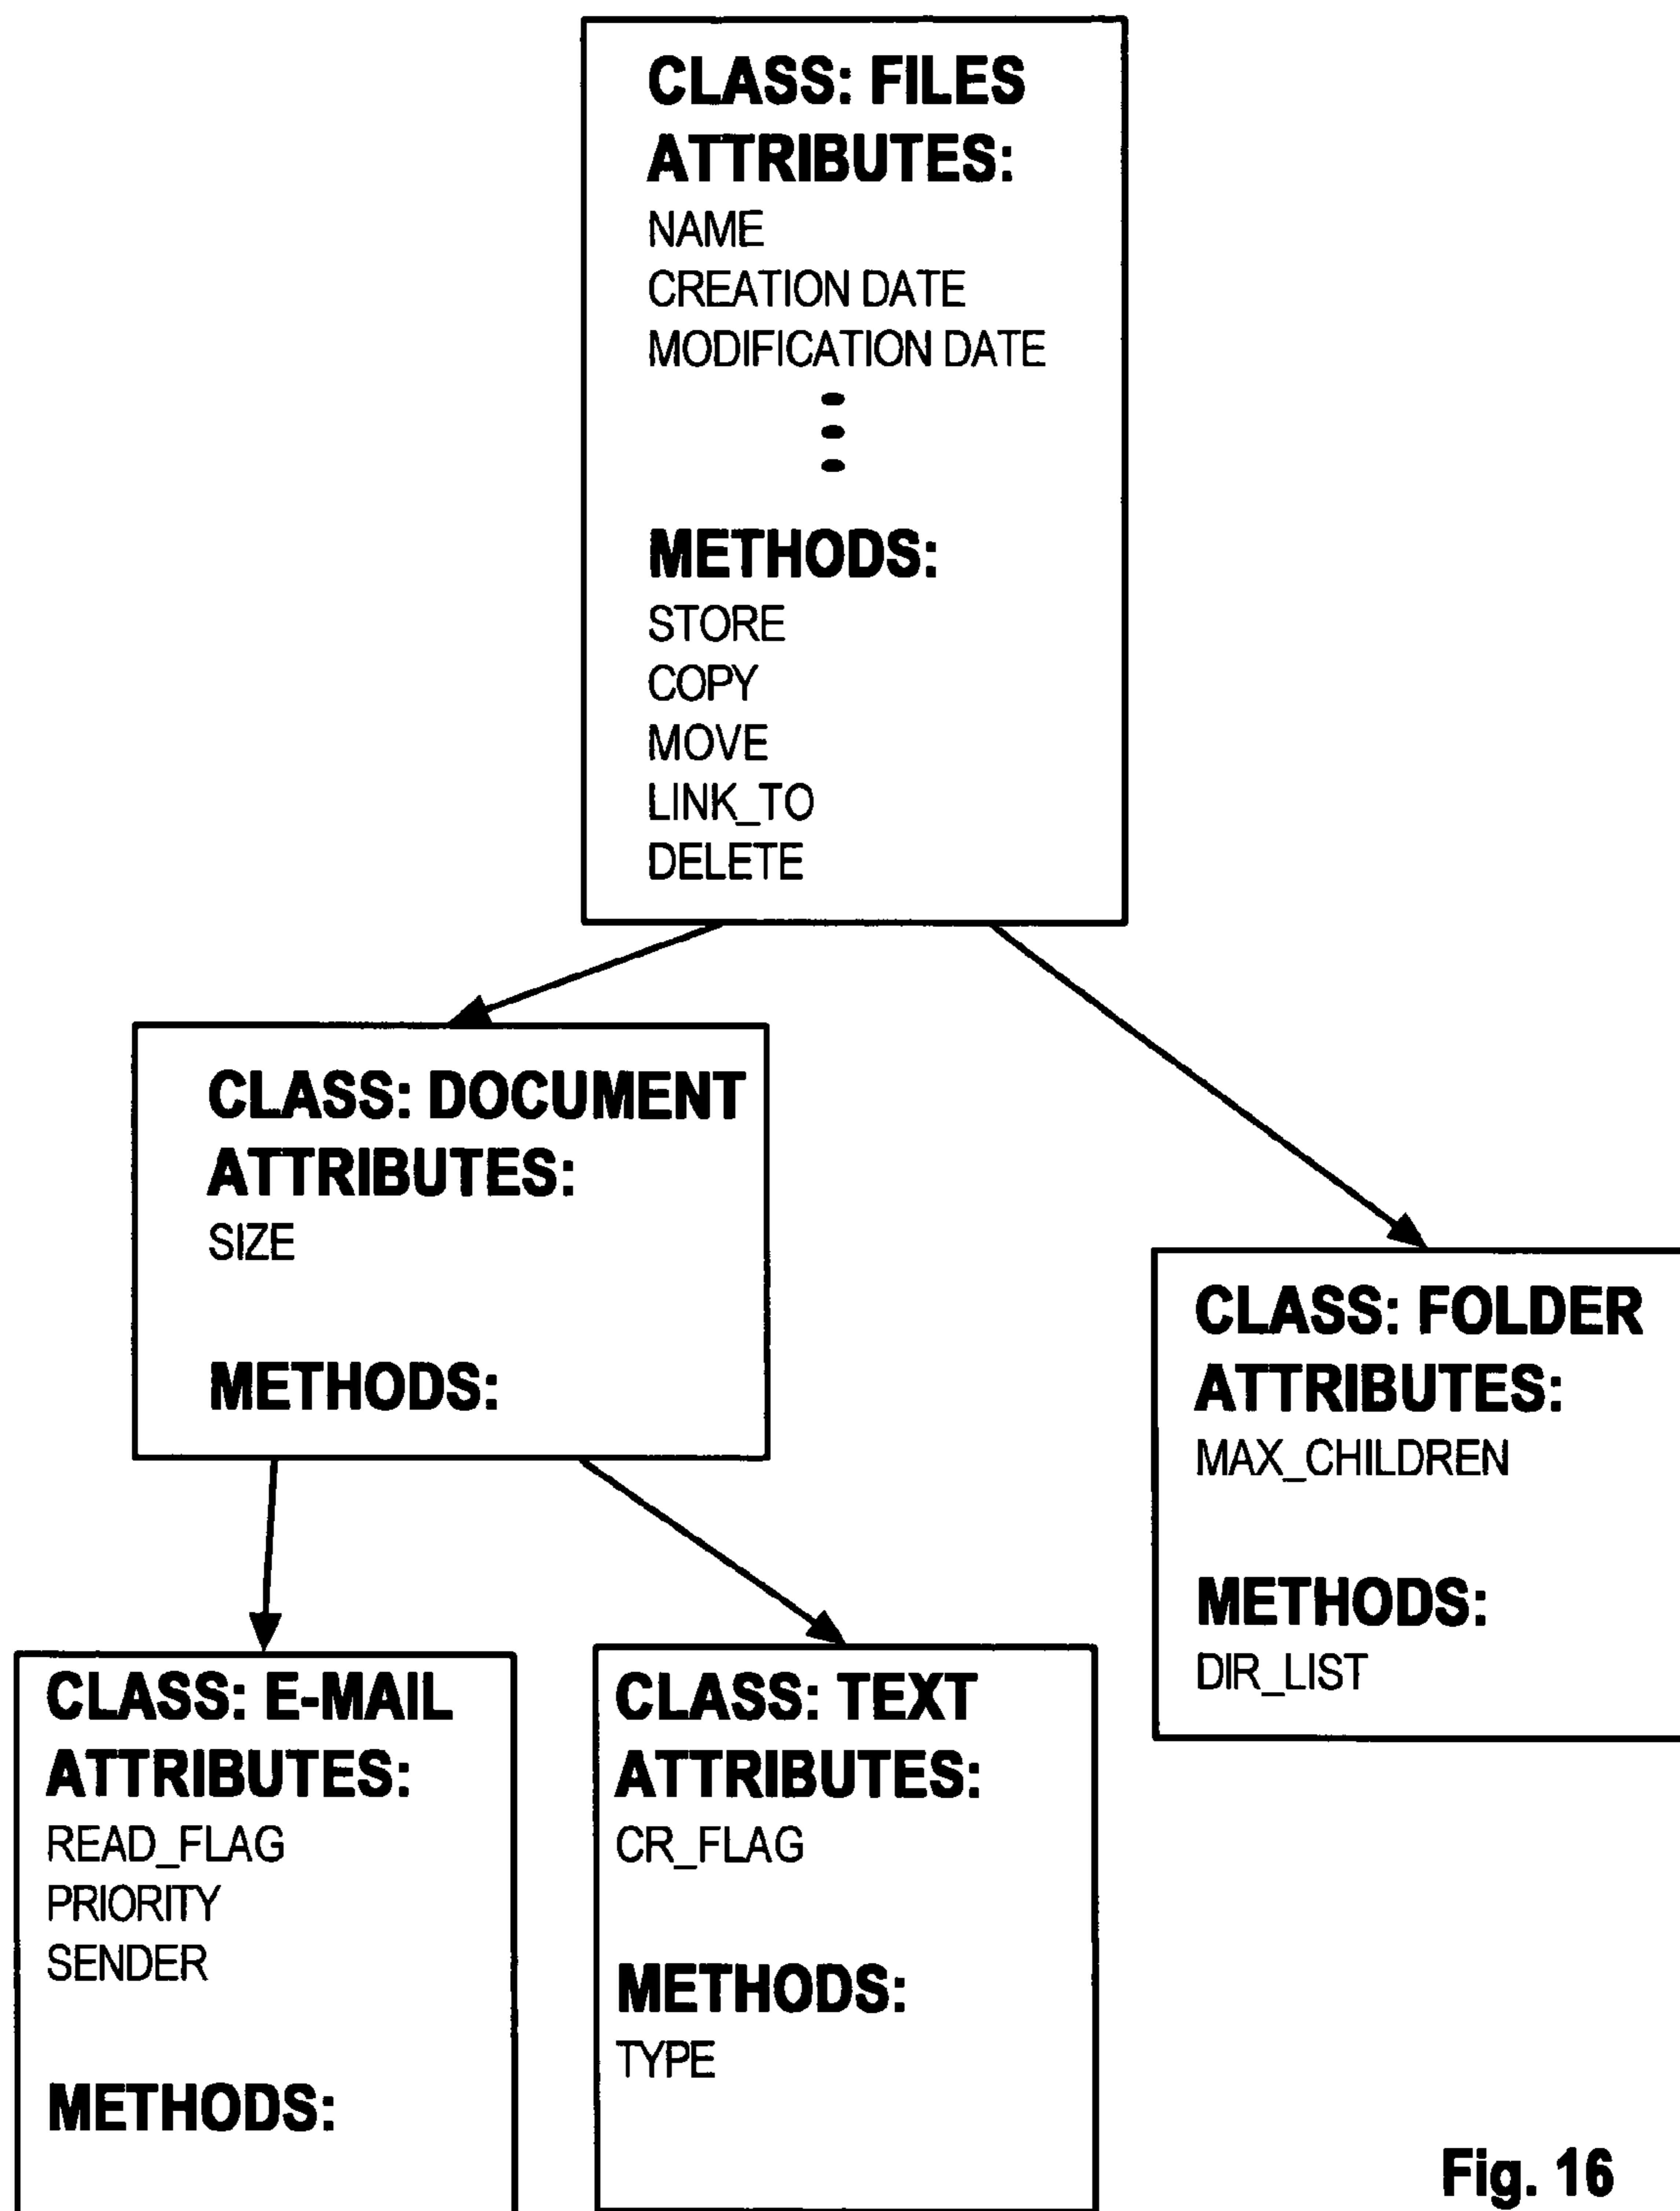 CLASS: FILES
ATTRIBUTES:
NAME
CREATION DATE
MODIFICATION DATE
METHODS:
STORE
COPY
MOVE
LINK_TO
DELETE
CLASS: DOCUMENT
ATTRIBUTES:
SIZE
METHODS:
CLASS: FOLDER
ATTRIBUTES:
MAX_CHILDREN
METHODS:
DIR_LIST
CLASS: E-MAIL
ATTRIBUTES:
READ_FLAG
PRIORITY
SENDER
METHODS:
CLASS: TEXT
ATTRIBUTES:
CR_FLAG
METHODS:
TYPE
Fig. 16